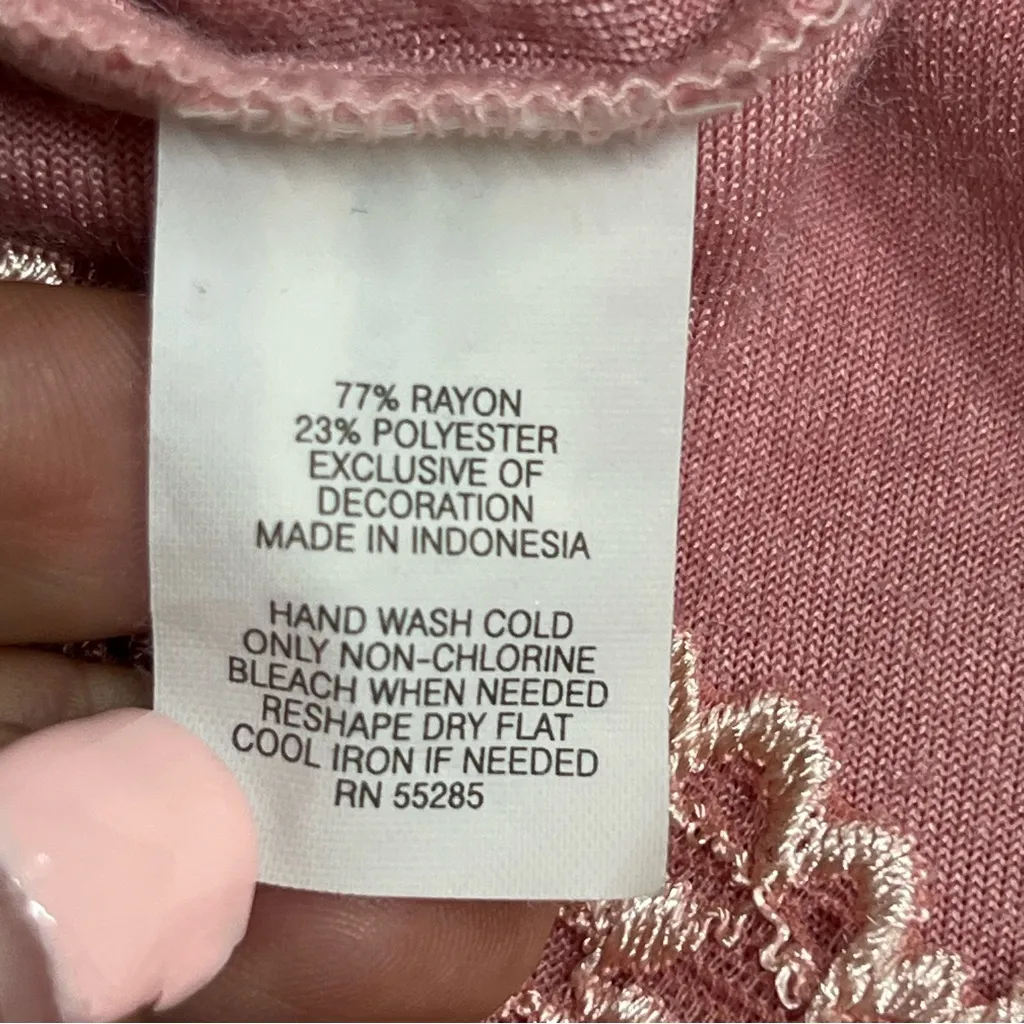 77% RAYON
23% POLYESTER
EXCLUSIVE OF
DECORATION
MADE IN INDONESIA
HAND WASH COLD
ONLY NON-CHLORINE
BLEACH WHEN NEEDED
RESHAPE DRY FLAT
COOL IRON IF NEEDED
RN 55285